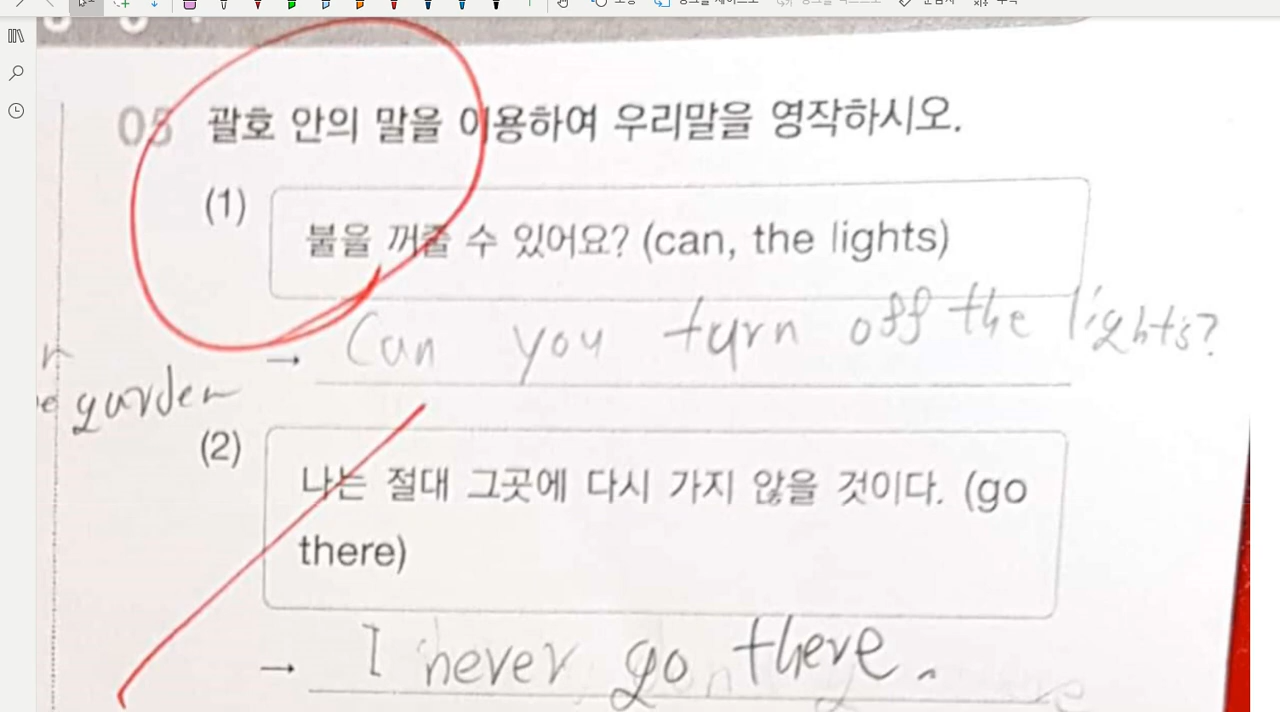 05 괄호 안의 말을 이용하여 우리말을 영작하시오.
(1)
불을 꺼줄 수 있어요? (can, the lights)
→ Can you turn off the lights?
garden
(2)
나는 절대 그곳에 다시 가지 않을 것이다. (go
there)
→ I never go there.